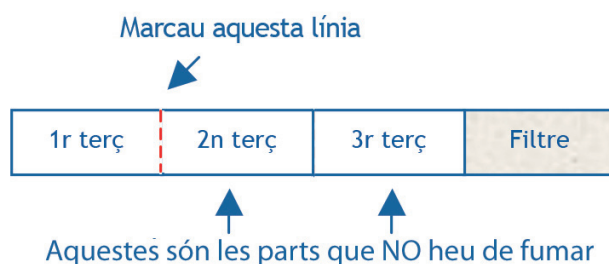 Marcau aquesta línia
1r terç 2n terç 3r terç Filtre
Aquestes són les parts que NO heu de fumar